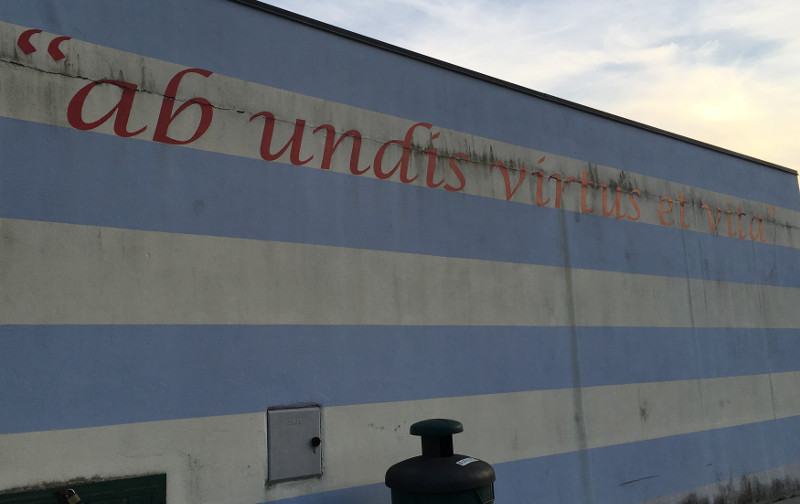 “ab undis virtus et vita”